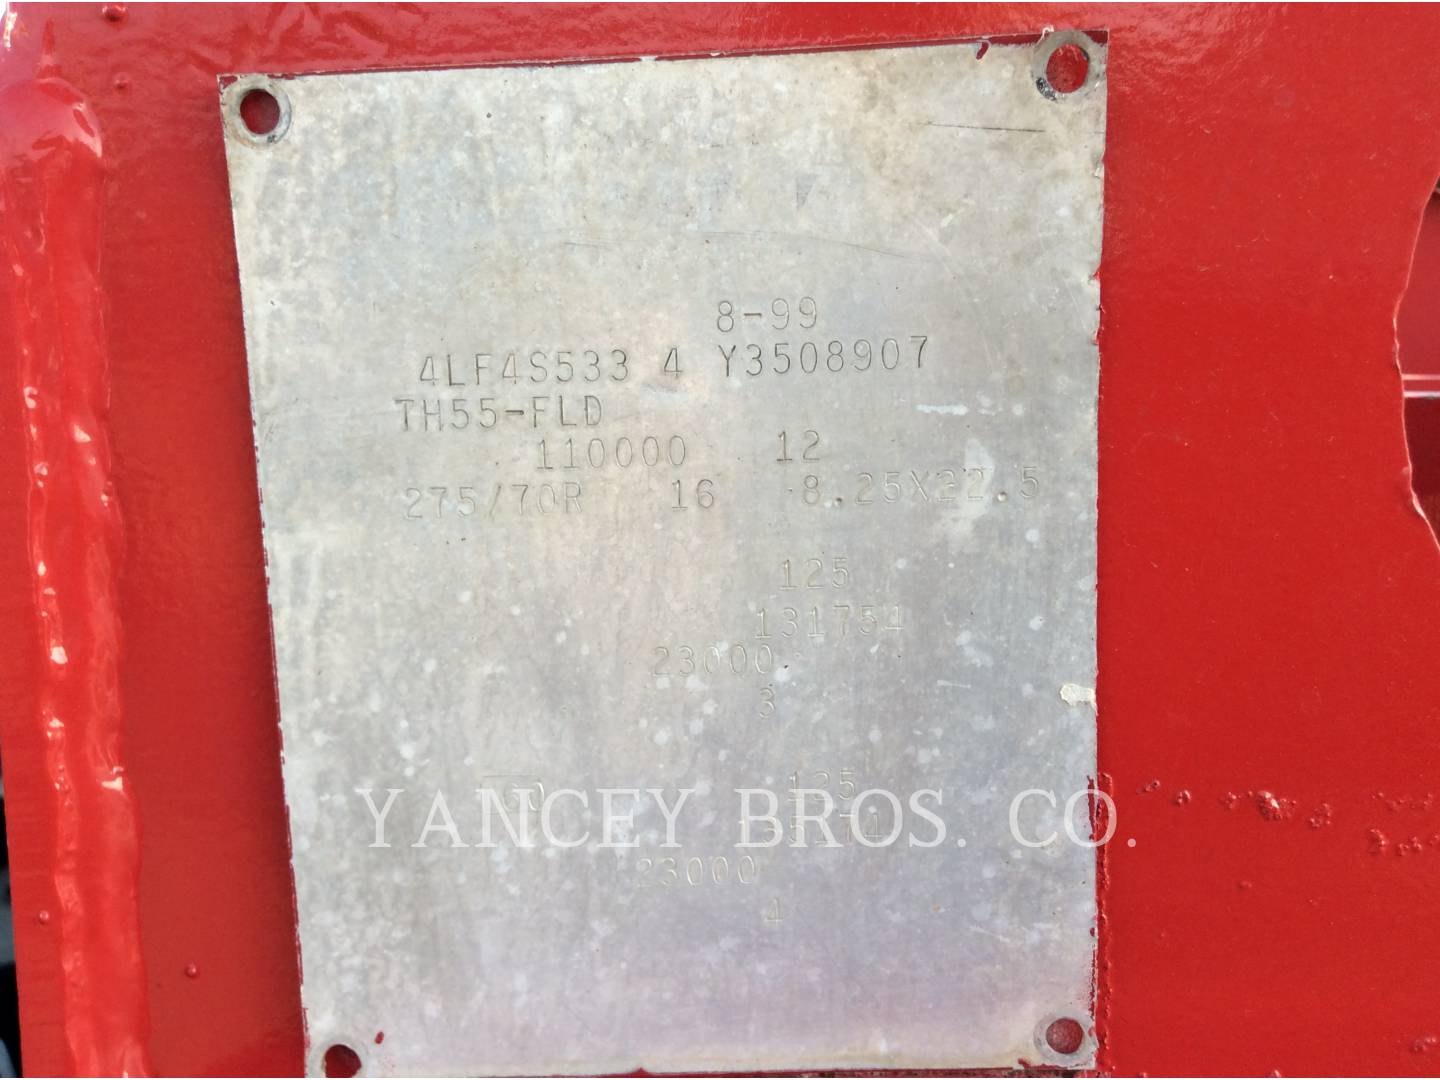 8-99
4LF4S533 4 Y3508907
TH55-FLD
110000 12
275/70R 16 8.25X22.5
125
131754
23000
3
125
YANCEY BROS. CO.
23000
4